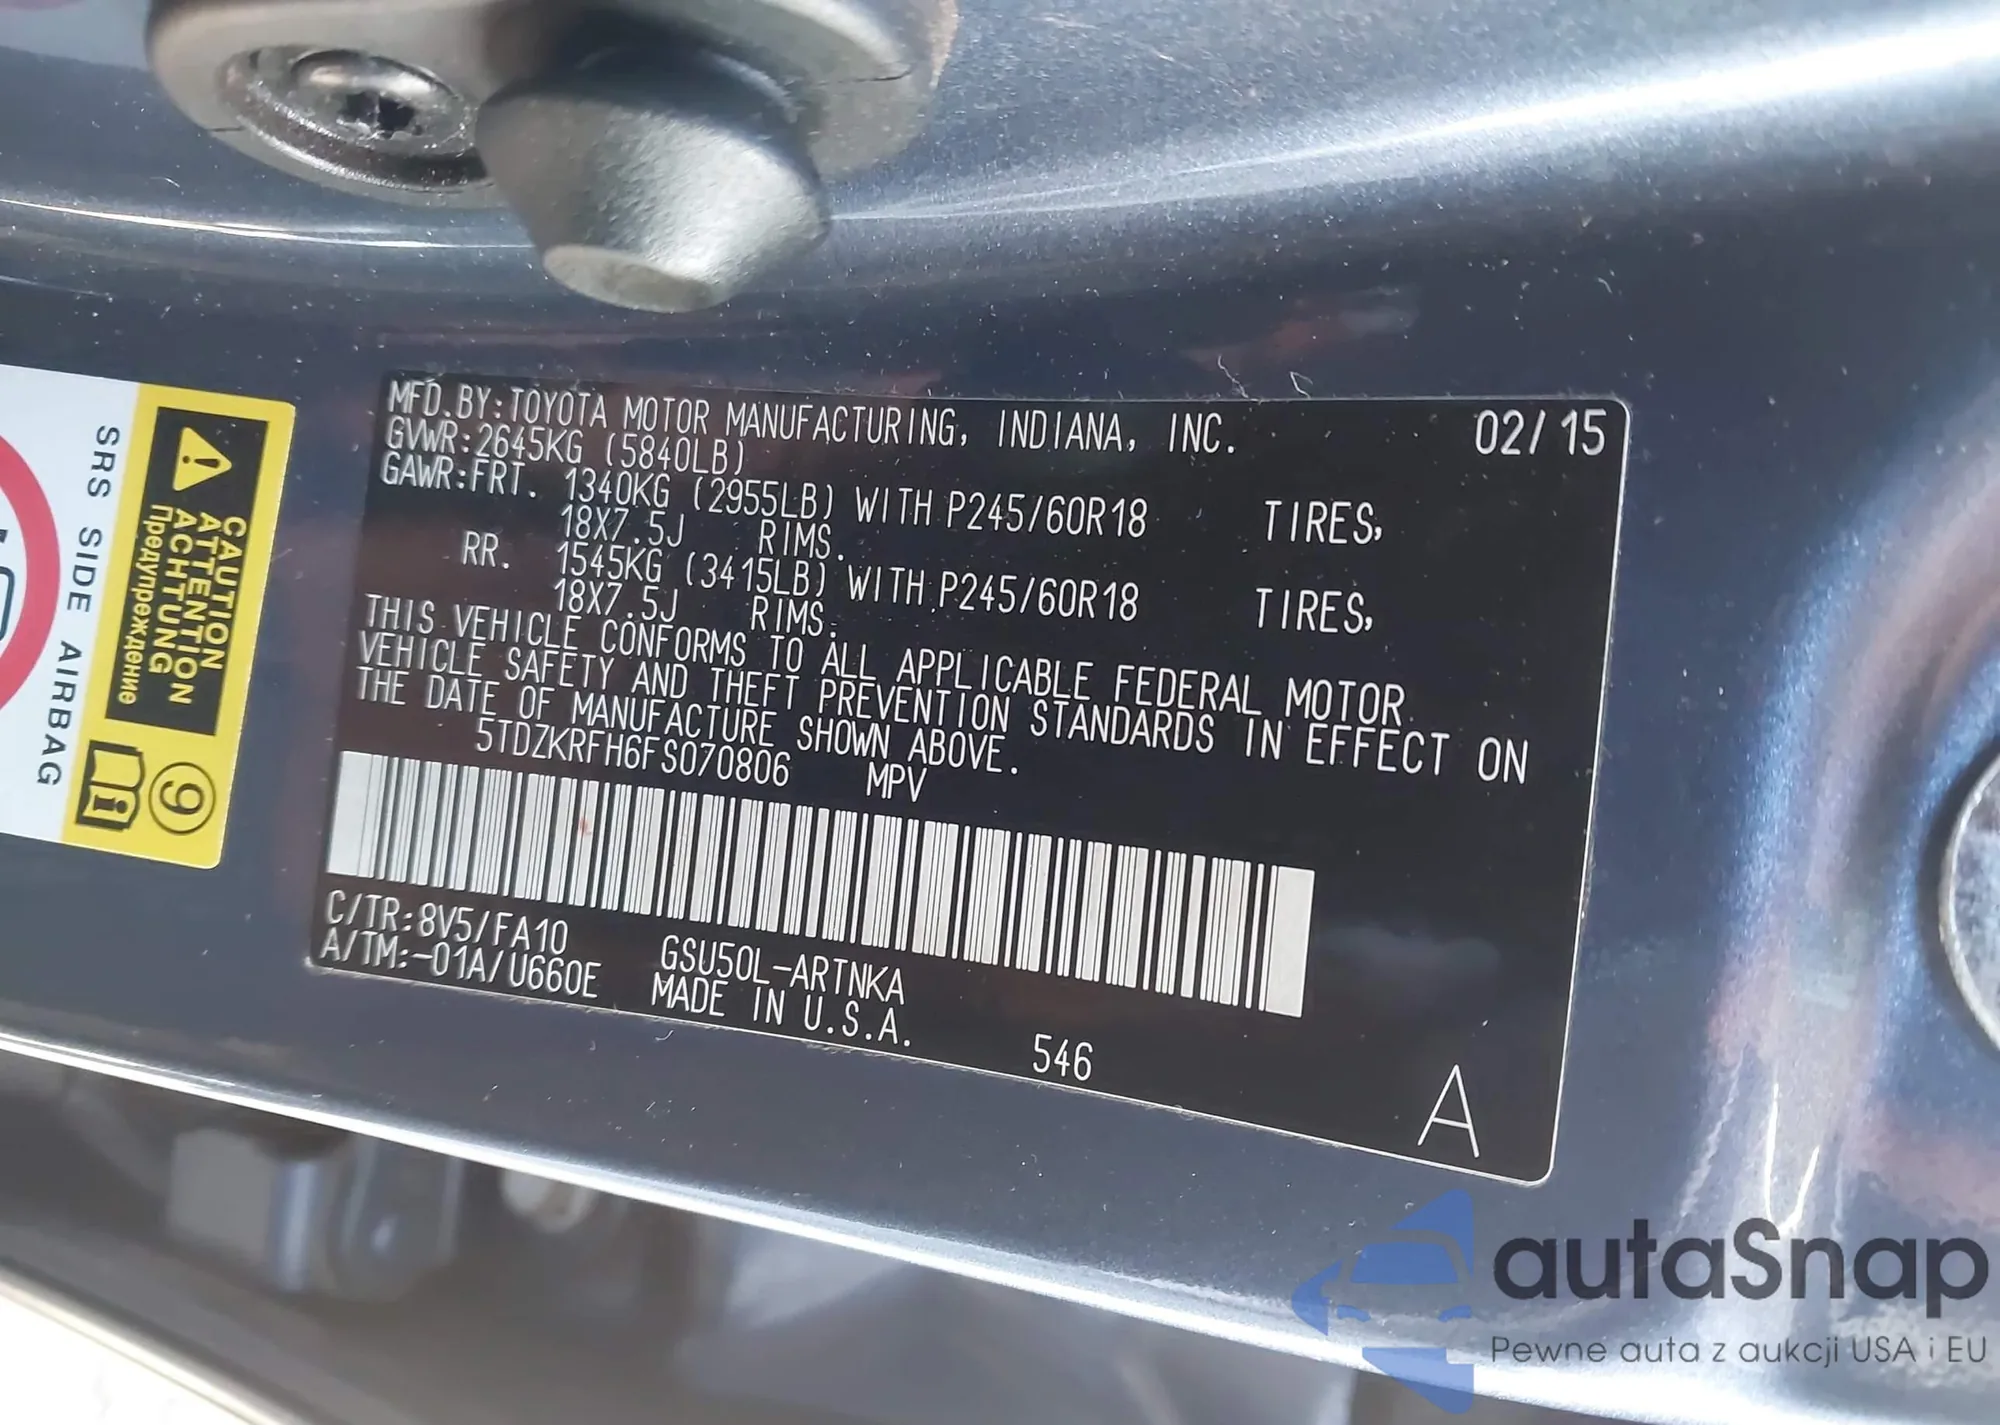 MFD.BY:TOYOTA MOTOR MANUFACTURING, INDIANA, INC. 02/15
GVWR:2645KG (5840LB)
GAWR:FRT. 1340KG (2955LB) WITH P245/60R18 TIRES,
18X7.5J RIMS.
RR. 1545KG (3415LB) WITH P245/60R18 TIRES,
18X7.5J RIMS.
THIS VEHICLE CONFORMS TO ALL APPLICABLE FEDERAL MOTOR
VEHICLE SAFETY AND THEFT PREVENTION STANDARDS IN EFFECT ON
THE DATE OF MANUFACTURE SHOWN ABOVE.
5TDZKRFH6FS070806 MPV
C/TR:8V5/FA10 GSU50L-ARTNKA
A/TM:-01A/U660E MADE IN U.S.A.
546
A
CAUTION
ATTENTION
ACHTUNG
Предупреждение
9
SRS SIDE AIRBAG
autaSnap
Pewne auta z aukcji USA i EU